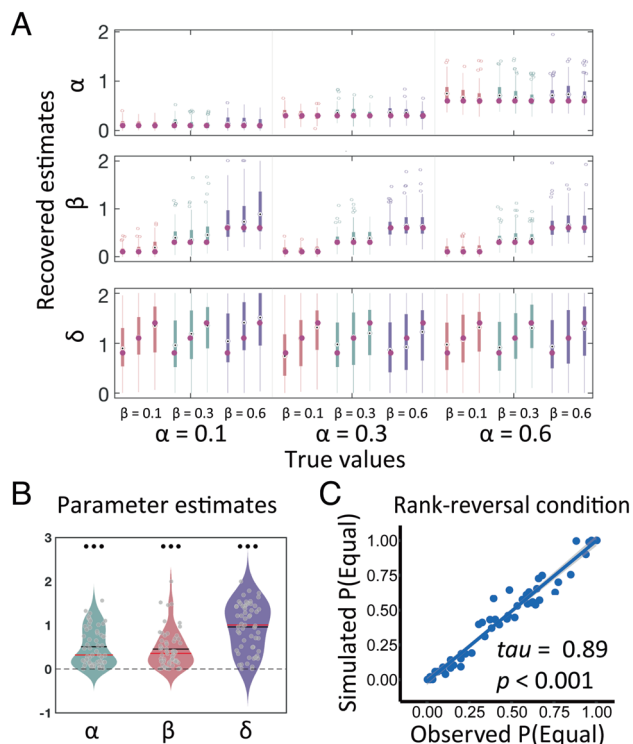 A
2
α
1
0
2
Recovered estimates
β
1
0
2
δ
1
0
β = 0.1 β = 0.3 β = 0.6 β = 0.1 β = 0.3 β = 0.6 β = 0.1 β = 0.3 β = 0.6
α = 0.1 α = 0.3 α = 0.6
True values
B Parameter estimates
3
2
1
0
-1
α β δ
C Rank-reversal condition
Simulated P(Equal)
1.00
0.75
0.50
0.25
0.00
tau = 0.89
p < 0.001
0.00 0.25 0.50 0.75 1.00
Observed P(Equal)